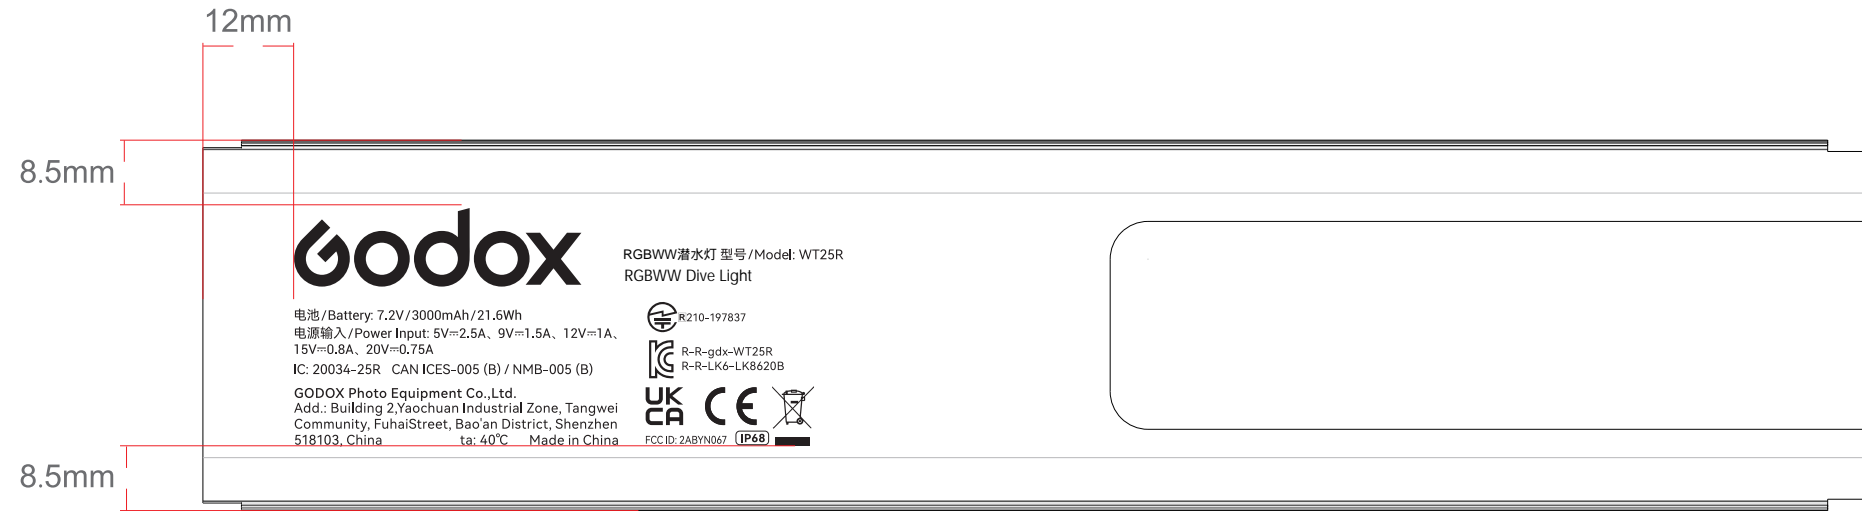 12mm
8.5mm
Godox
RGBWW潜水灯 型号/Model: WT25R
RGBWW Dive Light
电池/Battery: 7.2V/3000mAh/21.6Wh
电源输入/Power Input: 5V⎓2.5A、9V⎓1.5A、12V⎓1A、
15V⎓0.8A、20V⎓0.75A
IC: 20034-25R CAN ICES-005 (B) / NMB-005 (B)
R210-197837
R-R-gdx-WT25R
R-R-LK6-LK8620B
GODOX Photo Equipment Co.,Ltd.
Add.: Building 2,Yaochuan Industrial Zone, Tangwei
Community, FuhaiStreet, Bao'an District, Shenzhen
518103, China ta: 40℃ Made in China
UK
CA CE
FCC ID: 2ABYN067 IP68
8.5mm